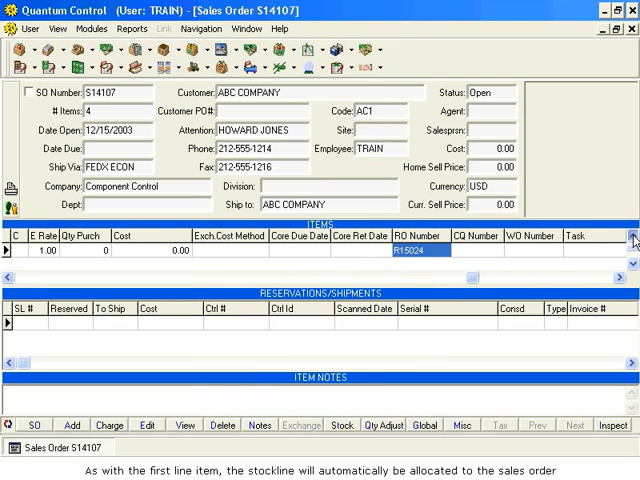 Quantum Control (User: TRAIN) - [Sales Order S14107]
User View Modules Reports Link Navigation Window Help
SO Number: S14107 Customer: ABC COMPANY Status: Open
# Items: 4 Customer PO#: Code: AC1 Agent:
Date Open: 12/15/2003 Attention: HOWARD JONES Site: Salesprsn:
Date Due: Phone: 212-555-1214 Employee: TRAIN Cost: 0.00
Ship Via: FEDX ECON Fax: 212-555-1216 Home Sell Price: 0.00
Company: Component Control Division: Currency: USD
Dept: Ship to: ABC COMPANY Curr. Sell Price: 0.00
ITEMS
C E Rate Qty Purch Cost Exch.Cost Method Core Due Date Core Ret Date RO Number CQ Number WO Number Task
1.00 0 0.00 R15024
RESERVATIONS/SHIPMENTS
SL # Reserved To Ship Cost Ctrl # Ctrl Id Scanned Date Serial # Consd Type Invoice #
ITEM NOTES
SO Add Charge Edit View Delete Notes Exchange Stock Qty Adjust Global Misc Tax Prev Next Inspect
Sales Order S14107
As with the first line item, the stockline will automatically be allocated to the sales order